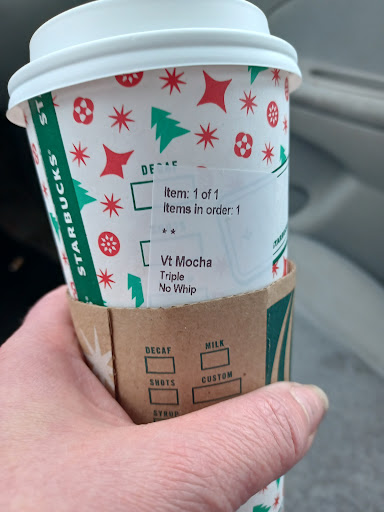 STARBUCKS®
ST
DECAF
Item: 1 of 1
Items in order: 1
* *
Vt Mocha
Triple
No Whip
DECAF
MILK
SHOTS
CUSTOM
SYRUP